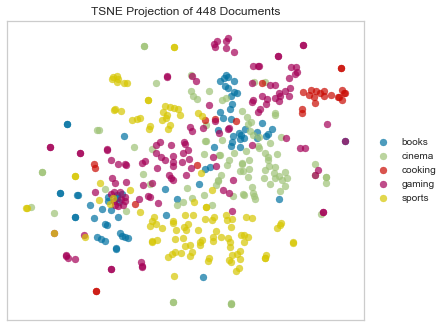 TSNE Projection of 448 Documents
books
cinema
cooking
gaming
sports